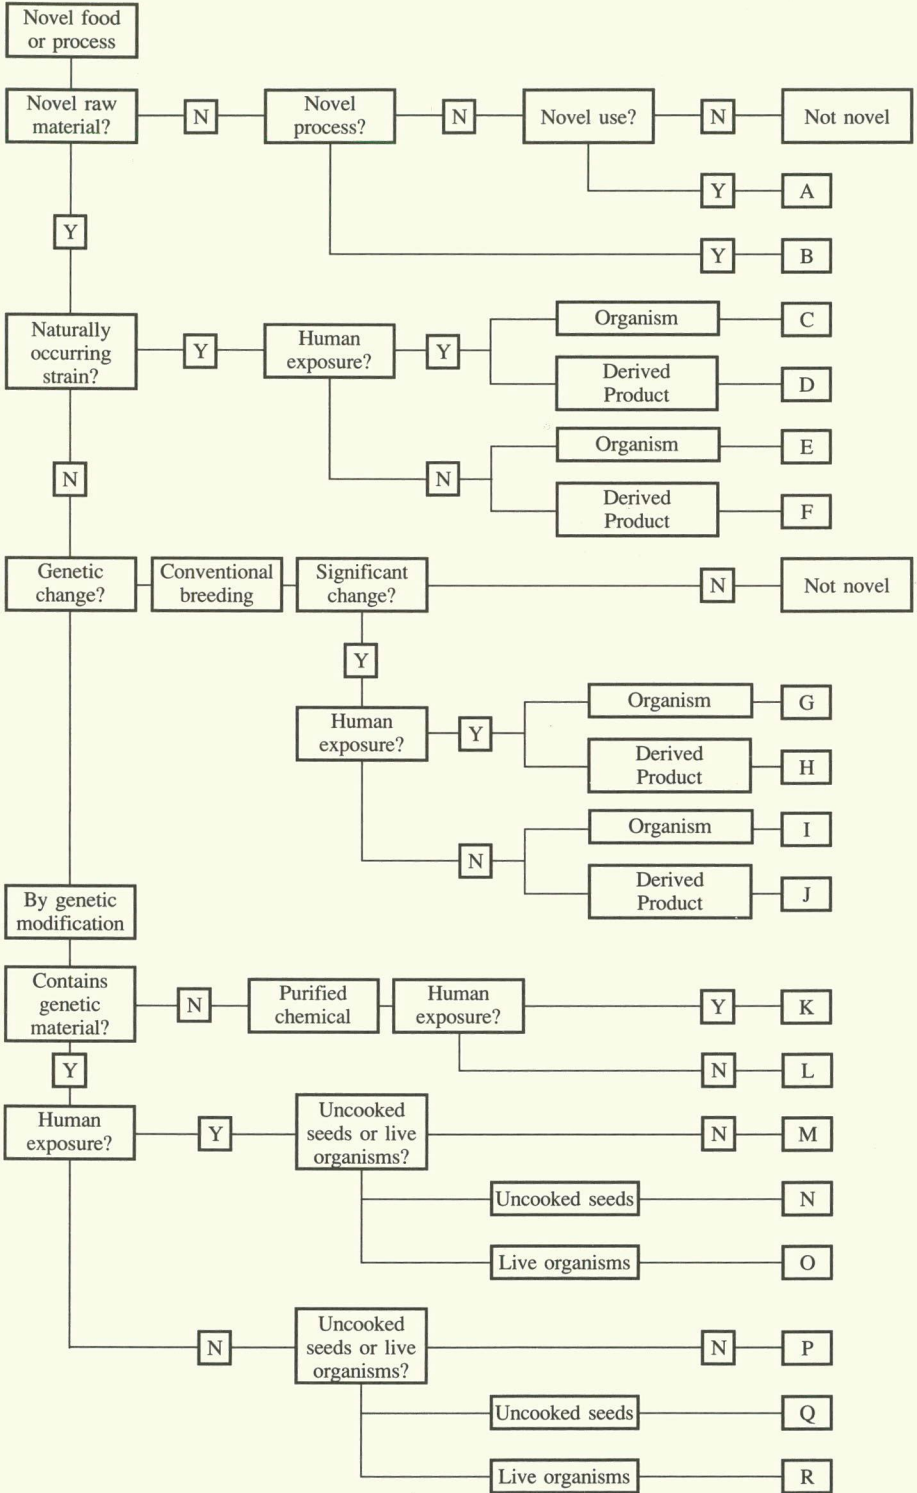 Novel food
or process
Novel raw
material?
N
Novel
process?
N
Novel use?
N
Not novel
Y
A
Y
Y
B
Naturally
occurring
strain?
Y
Human
exposure?
Y
Organism
C
Derived
Product
D
N
N
Organism
E
Derived
Product
F
Genetic
change?
Conventional
breeding
Significant
change?
N
Not novel
Y
Human
exposure?
Y
Organism
G
Derived
Product
H
N
Organism
I
Derived
Product
J
By genetic
modification
Contains
genetic
material?
N
Purified
chemical
Human
exposure?
Y
K
Y
N
L
Human
exposure?
Y
Uncooked
seeds or live
organisms?
N
M
Uncooked seeds
N
Live organisms
O
N
Uncooked
seeds or live
organisms?
N
P
Uncooked seeds
Q
Live organisms
R